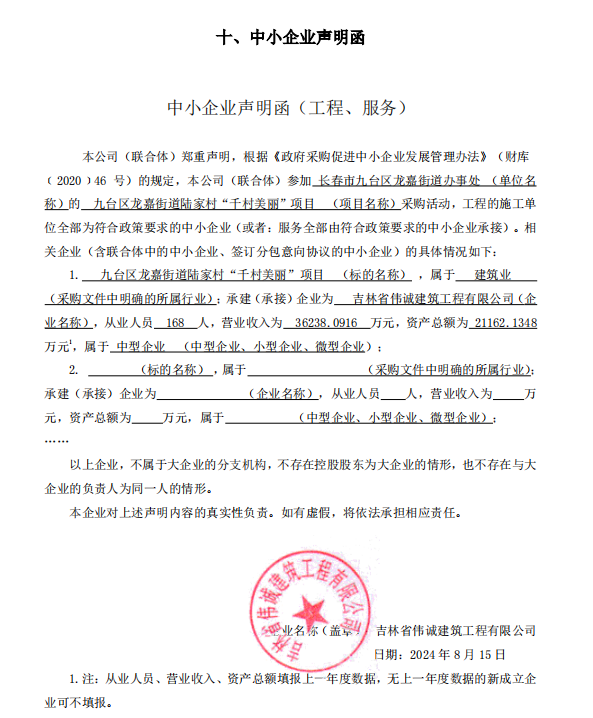 十、中小企业声明函
中小企业声明函（工程、服务）
本公司（联合体）郑重声明，根据《政府采购促进中小企业发展管理办法》（财库
﹝2020﹞46 号）的规定，本公司（联合体）参加 长春市九台区龙嘉街道办事处 （单位名
称）的 九台区龙嘉街道陆家村“千村美丽”项目 （项目名称）采购活动，工程的施工单
位全部为符合政策要求的中小企业（或者：服务全部由符合政策要求的中小企业承接）。相
关企业（含联合体中的中小企业、签订分包意向协议的中小企业）的具体情况如下：
1. 九台区龙嘉街道陆家村“千村美丽”项目 （标的名称），属于 建筑业
（采购文件中明确的所属行业）；承建（承接）企业为 吉林省伟诚建筑工程有限公司（企
业名称），从业人员 168 人，营业收入为 36238.0916 万元，资产总额为 21162.1348
万元¹，属于 中型企业 （中型企业、小型企业、微型企业）；
2. （标的名称），属于 （采购文件中明确的所属行业）；
承建（承接）企业为 （企业名称），从业人员 人，营业收入为 万
元，资产总额为 万元，属于 （中型企业、小型企业、微型企业）；
……
以上企业，不属于大企业的分支机构，不存在控股股东为大企业的情形，也不存在与大
企业的负责人为同一人的情形。
本企业对上述声明内容的真实性负责。如有虚假，将依法承担相应责任。
吉林省伟诚建筑工程有限公司
企业名称（盖章）：吉林省伟诚建筑工程有限公司
日期：2024 年 8 月 15 日
1.注：从业人员、营业收入、资产总额填报上一年度数据，无上一年度数据的新成立企
业可不填报。